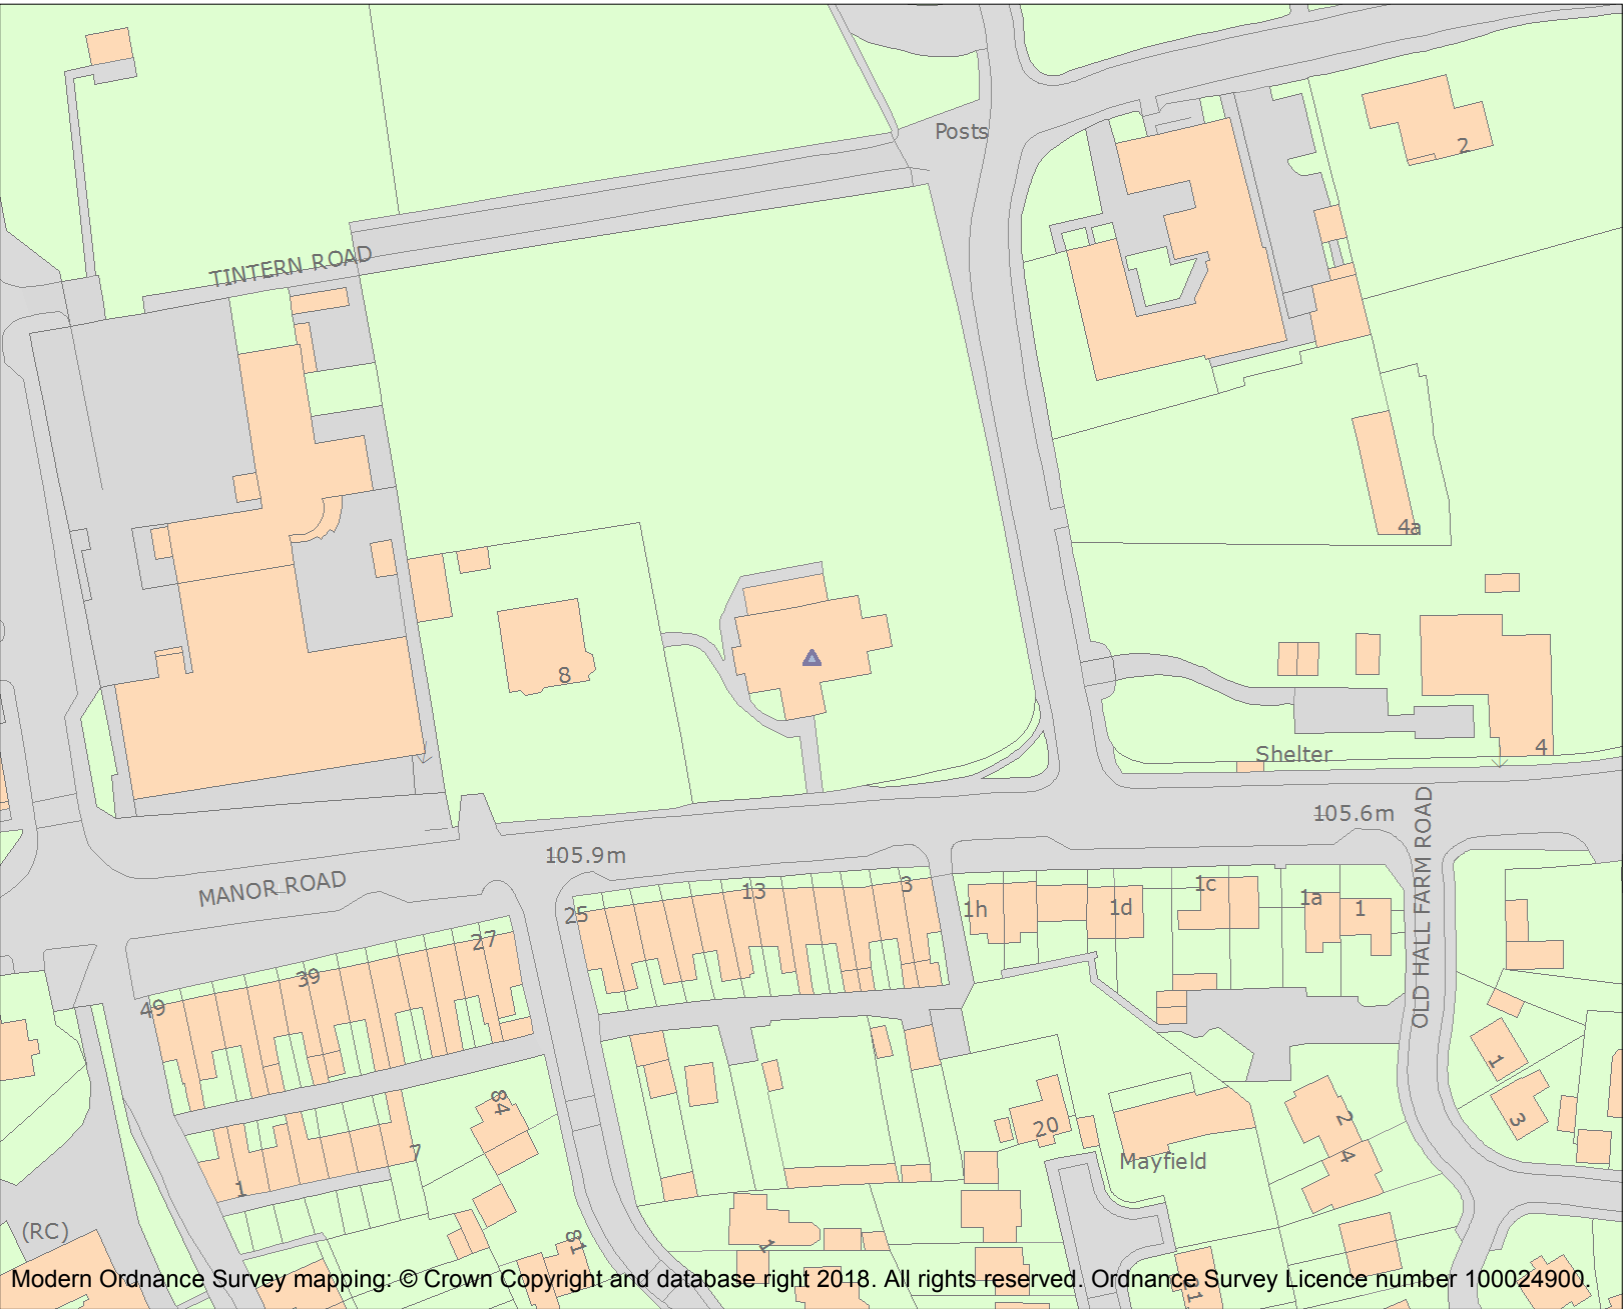 Posts
2
TINTERN ROAD
4a
8
4
Shelter
105.6m
105.9m
OLD HALL FARM ROAD
MANOR ROAD
13
3
25
1h
1d
1c
1a
1
27
39
49
1
3
84
20
2
4
7
Mayfield
1
(RC)
81
1
21
Modern Ordnance Survey mapping: © Crown Copyright and database right 2018. All rights reserved. Ordnance Survey Licence number 100024900.